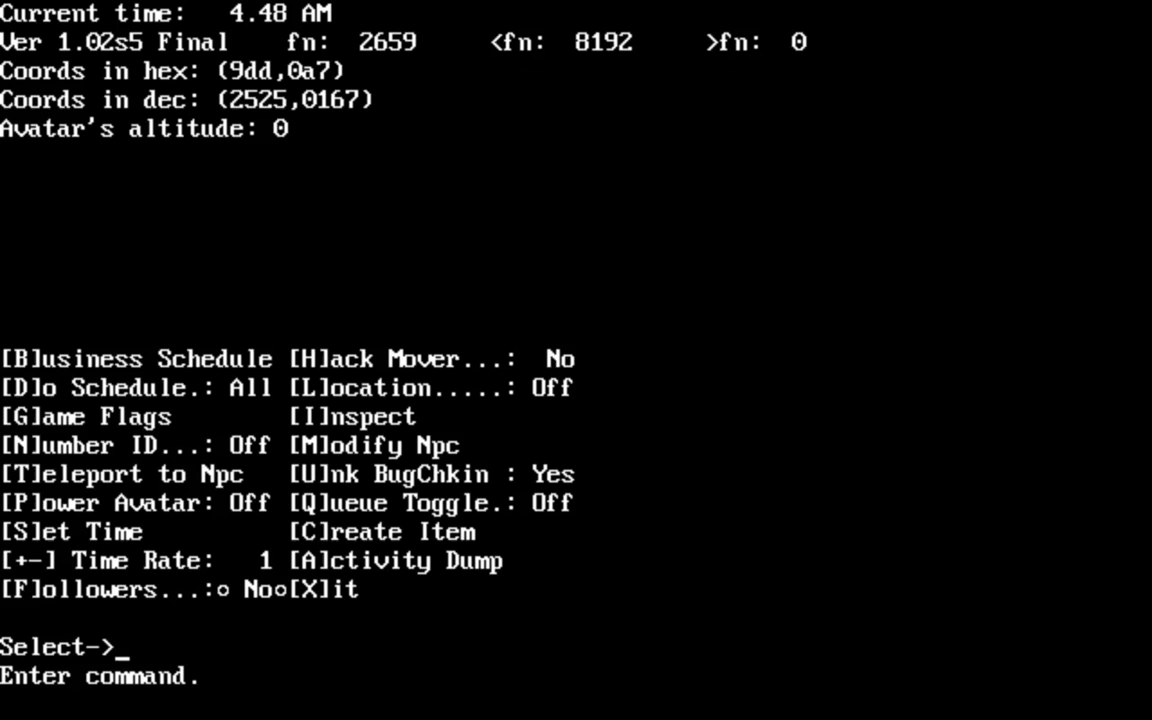 Current time:   4.48 AM
Ver 1.02s5 Final    fn:  2659     <fn:  8192     >fn:  0
Coords in hex: (9dd,0a7)
Coords in dec: (2525,0167)
Avatar's altitude: 0
[B]usiness Schedule [H]ack Mover...:  No
[D]o Schedule.: All [L]ocation.....: Off
[G]ame Flags        [I]nspect
[N]umber ID...: Off [M]odify Npc
[T]eleport to Npc   [U]nk BugChkin : Yes
[P]ower Avatar: Off [Q]ueue Toggle.: Off
[S]et Time          [C]reate Item
[+-] Time Rate:   1 [A]ctivity Dump
[F]ollowers...:○ No○[X]it
Select->_
Enter command.